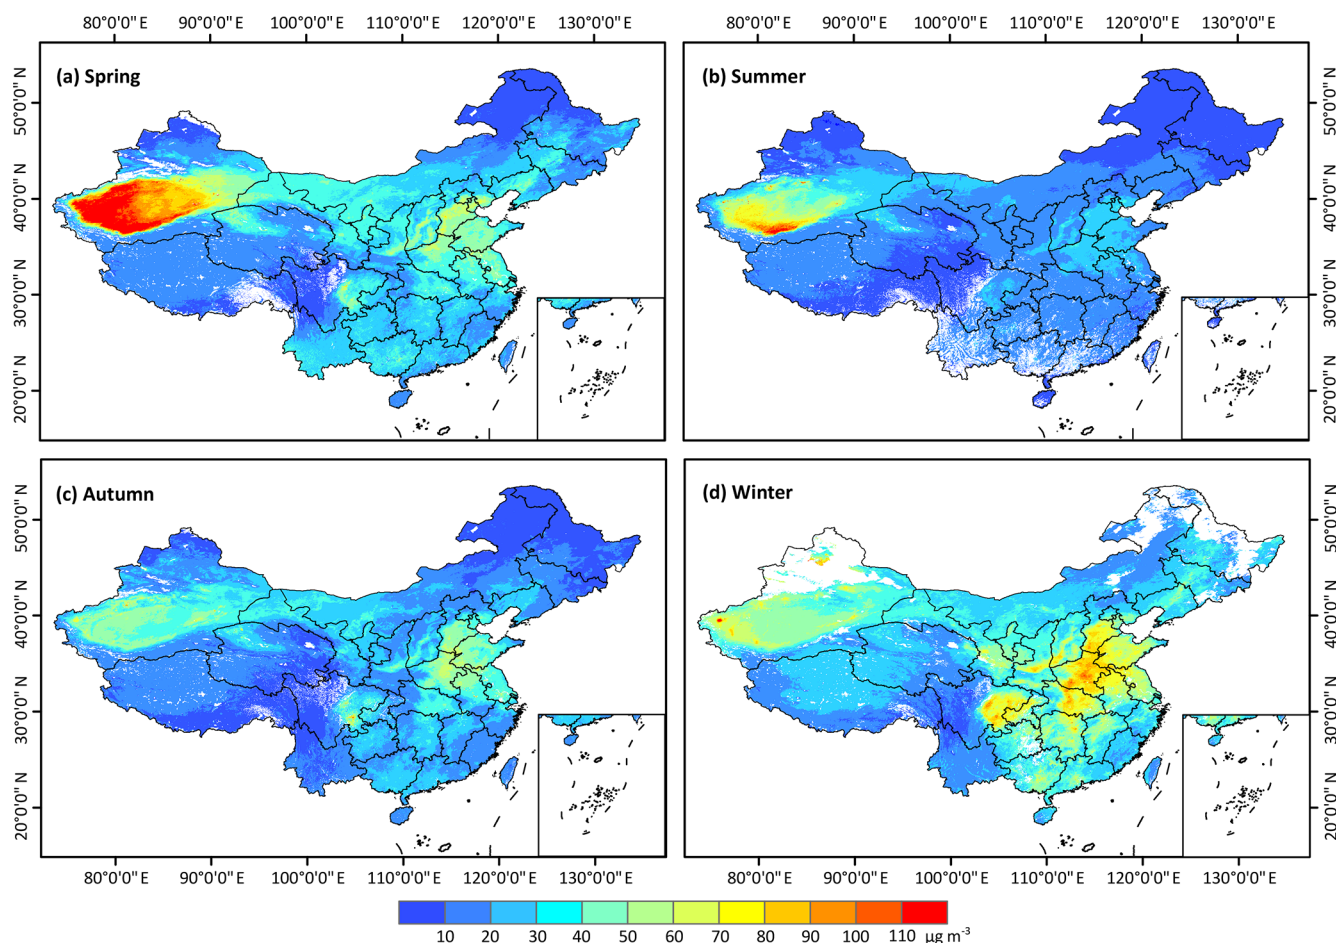 80°0'0" E 90°0'0" E 100°0'0" E 110°0'0" E 120°0'0" E 130°0'0" E
80°0'0" E 90°0'0" E 100°0'0" E 110°0'0" E 120°0'0" E 130°0'0" E
(a) Spring
(b) Summer
50°0'0" N
40°0'0" N
30°0'0" N
20°0'0" N
50°0'0" N
40°0'0" N
30°0'0" N
20°0'0" N
(c) Autumn
(d) Winter
50°0'0" N
40°0'0" N
30°0'0" N
20°0'0" N
50°0'0" N
40°0'0" N
30°0'0" N
20°0'0" N
80°0'0" E 90°0'0" E 100°0'0" E 110°0'0" E 120°0'0" E 130°0'0" E
80°0'0" E 90°0'0" E 100°0'0" E 110°0'0" E 120°0'0" E 130°0'0" E
10 20 30 40 50 60 70 80 90 100 110 μg m⁻³